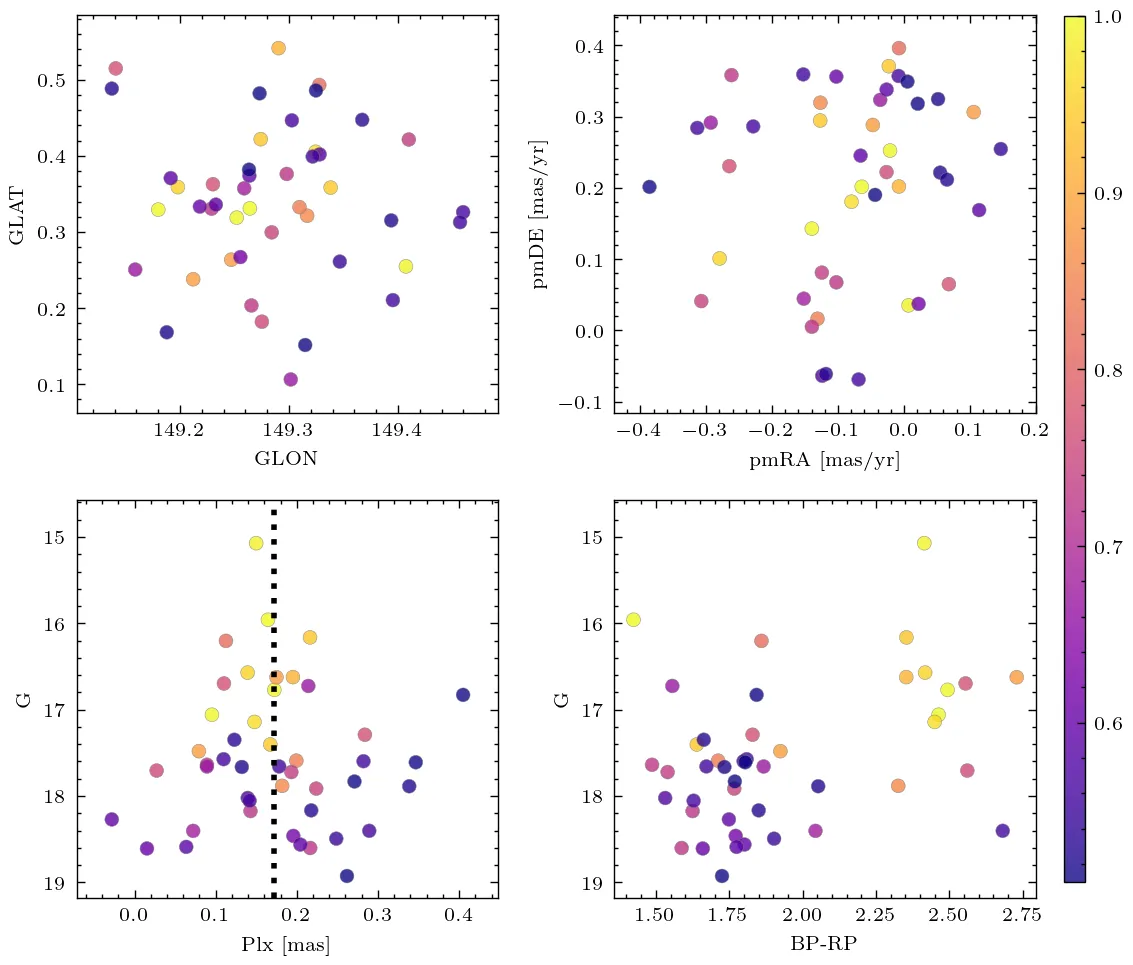 0.5
0.4
0.3
0.2
0.1
GLAT
149.2 149.3 149.4
GLON
0.4
0.3
0.2
0.1
0.0
−0.1
pmDE [mas/yr]
−0.4 −0.3 −0.2 −0.1 0.0 0.1 0.2
pmRA [mas/yr]
1.0
0.9
0.8
0.7
0.6
15
16
17
18
19
G
0.0 0.1 0.2 0.3 0.4
Plx [mas]
15
16
17
18
19
G
1.50 1.75 2.00 2.25 2.50 2.75
BP-RP